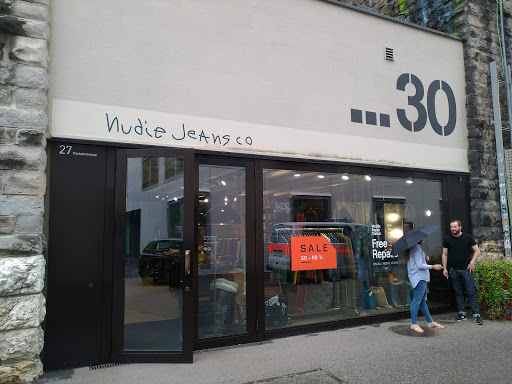 ...30
nudie jeans co
27
SALE
30-50 %
Free
Repairs